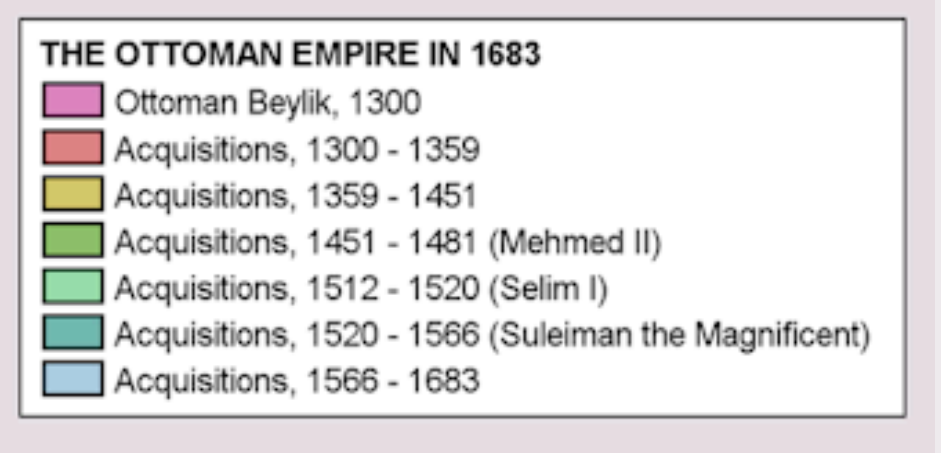 THE OTTOMAN EMPIRE IN 1683
Ottoman Beylik, 1300
Acquisitions, 1300 - 1359
Acquisitions, 1359 - 1451
Acquisitions, 1451 - 1481 (Mehmed II)
Acquisitions, 1512 - 1520 (Selim I)
Acquisitions, 1520 - 1566 (Suleiman the Magnificent)
Acquisitions, 1566 - 1683